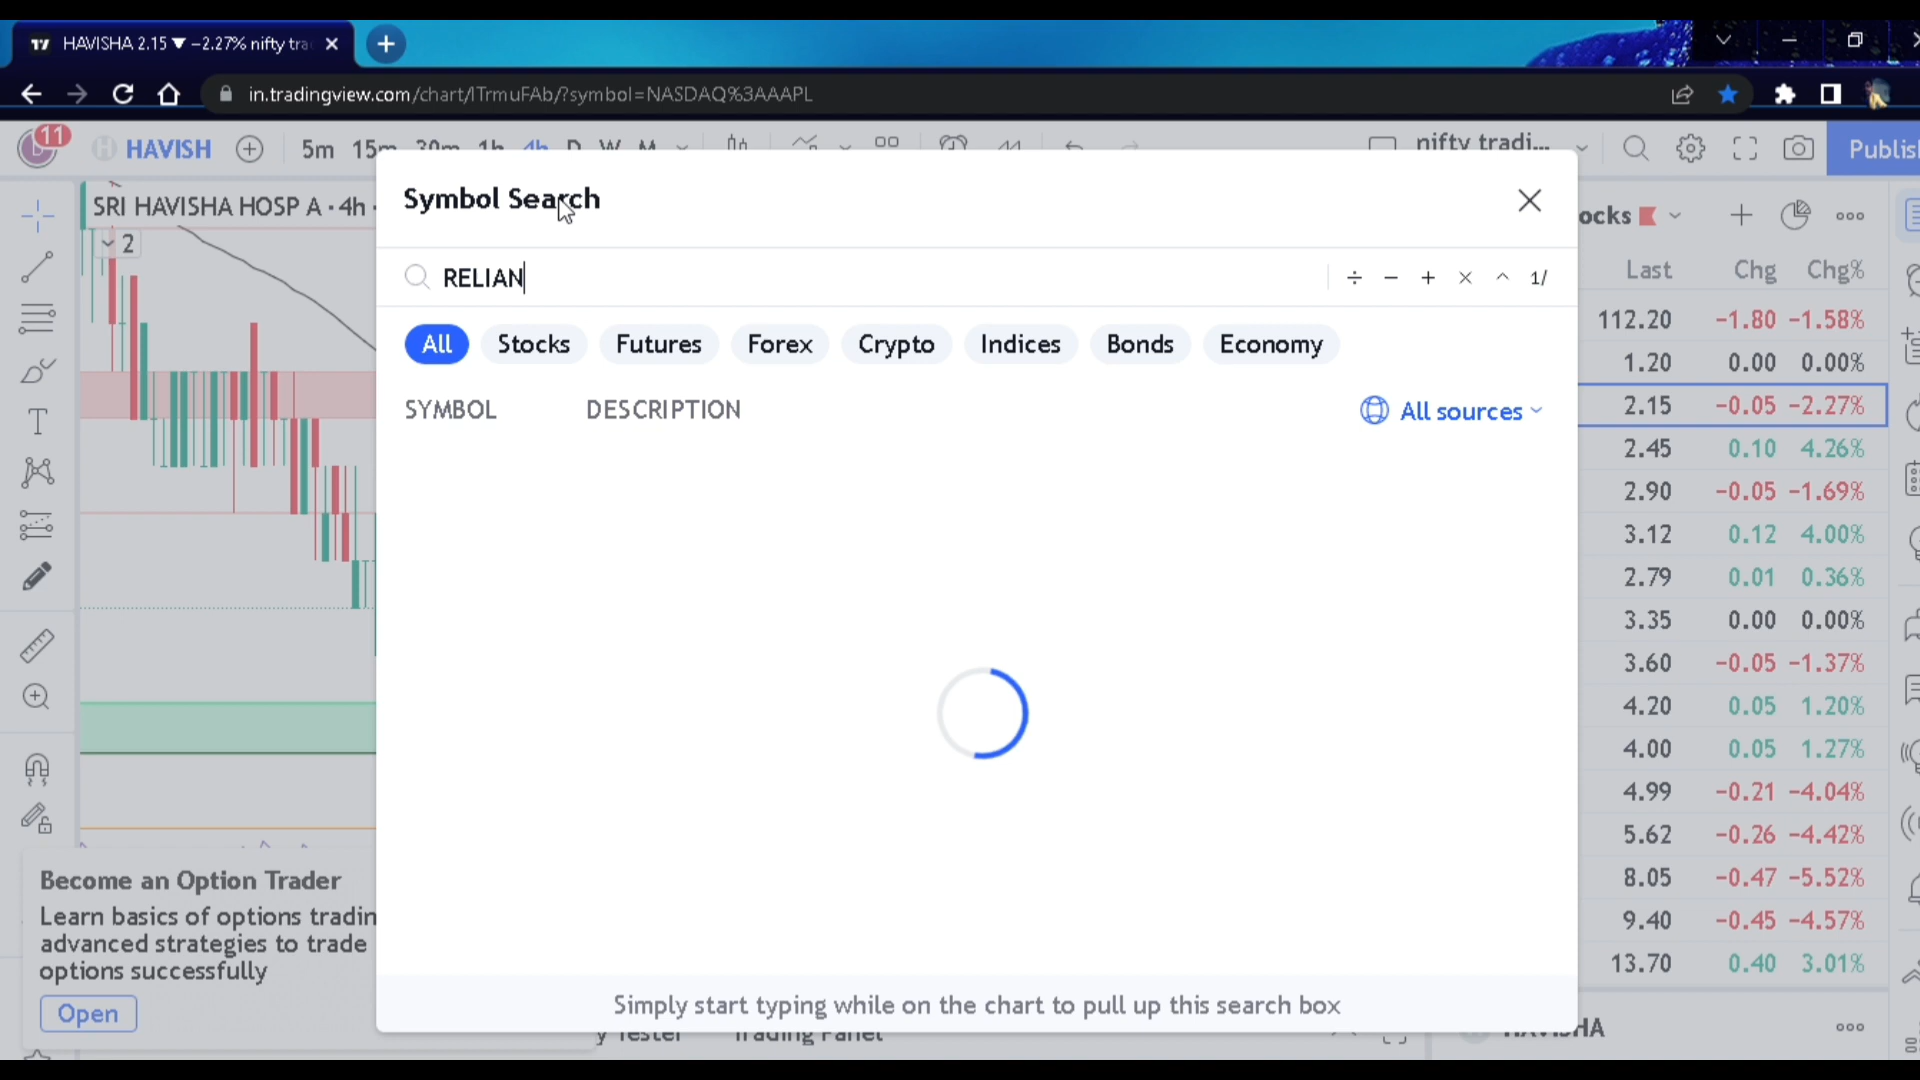 HAVISHA 2.15 ▼ −2.27% nifty tra
in.tradingview.com/chart/lTrmuFAb/?symbol=NASDAQ%3AAAPL
11
HAVISH
5m 15m 30m 1h 4h D W M
nifty tradi...
Publis
SRI HAVISHA HOSP A · 4h
2
Symbol Search
RELIAN
÷ − + × ^ 1/
All Stocks Futures Forex Crypto Indices Bonds Economy
SYMBOL DESCRIPTION
All sources
Simply start typing while on the chart to pull up this search box
ocks
Last Chg Chg%
112.20 −1.80 −1.58%
1.20 0.00 0.00%
2.15 −0.05 −2.27%
2.45 0.10 4.26%
2.90 −0.05 −1.69%
3.12 0.12 4.00%
2.79 0.01 0.36%
3.35 0.00 0.00%
3.60 −0.05 −1.37%
4.20 0.05 1.20%
4.00 0.05 1.27%
4.99 −0.21 −4.04%
5.62 −0.26 −4.42%
8.05 −0.47 −5.52%
9.40 −0.45 −4.57%
13.70 0.40 3.01%
Become an Option Trader
Learn basics of options tradin
advanced strategies to trade
options successfully
Open
y Tester Trading Panel
HAVISHA